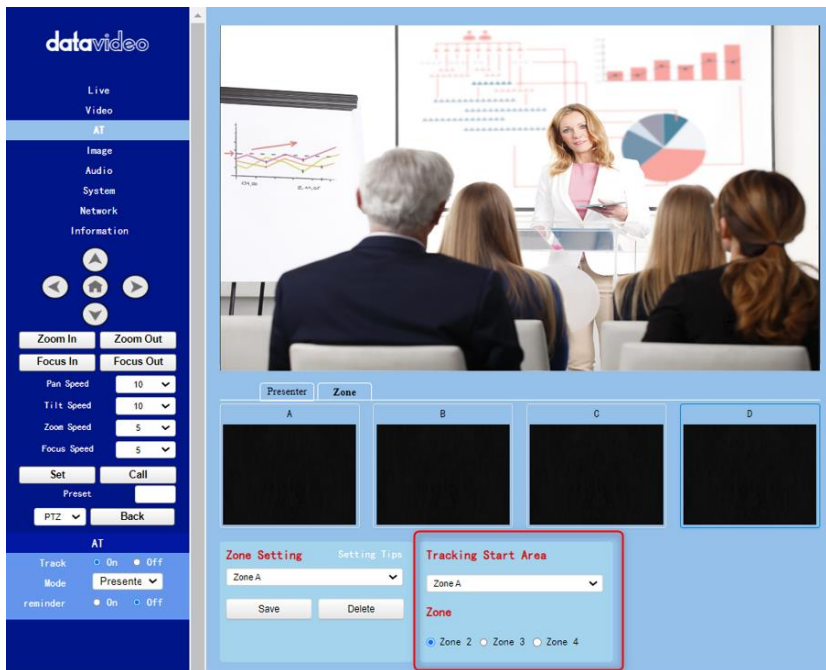 datavideo
Live
Video
AT
Image
Audio
System
Network
Information
Zoom In Zoom Out
Focus In Focus Out
Pan Speed 10
Tilt Speed 10
Zoom Speed 5
Focus Speed 5
Set Call
Preset
PTZ Back
AT
Track On Off
Mode Presente
reminder On Off
Presenter Zone
A B C D
Zone Setting Setting Tips
Zone A
Save Delete
Tracking Start Area
Zone A
Zone
Zone 2 Zone 3 Zone 4